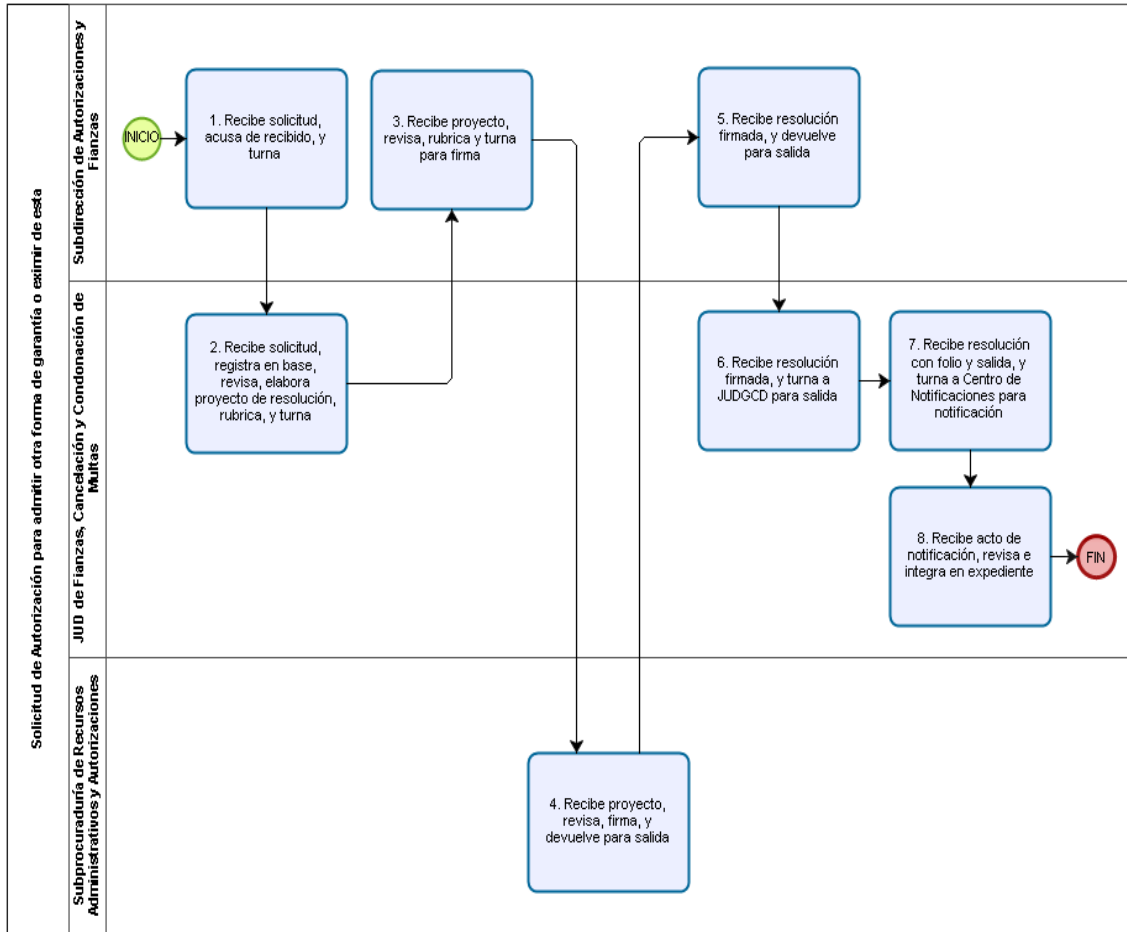 Solicitud de Autorización para admitir otra forma de garantía o eximir de esta
Subdirección de Autorizaciones y
Fianzas
INICIO
1. Recibe solicitud,
acusa de recibido, y
turna
3. Recibe proyecto,
revisa, rubrica y turna
para firma
5. Recibe resolución
firmada, y devuelve
para salida
JUD de Fianzas, Cancelación y Condonación de
Multas
2. Recibe solicitud,
registra en base,
revisa, elabora
proyecto de resolución,
rubrica, y turna
6. Recibe resolución
firmada, y turna a
JUDGCD para salida
7. Recibe resolución
con folio y salida, y
turna a Centro de
Notificaciones para
notificación
8. Recibe acto de
notificación, revisa e
integra en expediente
FIN
Subprocuraduría de Recursos
Administrativos y Autorizaciones
4. Recibe proyecto,
revisa, firma, y
devuelve para salida